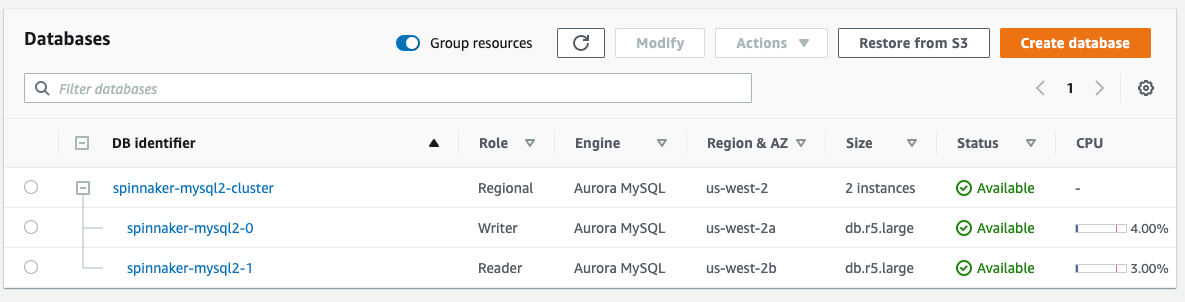 Databases Group resources Modify Actions Restore from S3 Create database
Filter databases 1
DB identifier Role Engine Region & AZ Size Status CPU
spinnaker-mysql2-cluster Regional Aurora MySQL us-west-2 2 instances Available -
spinnaker-mysql2-0 Writer Aurora MySQL us-west-2a db.r5.large Available 4.00%
spinnaker-mysql2-1 Reader Aurora MySQL us-west-2b db.r5.large Available 3.00%